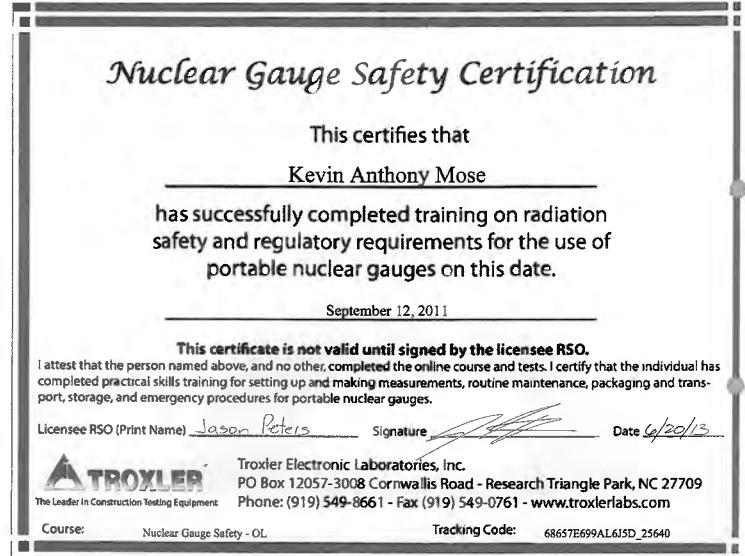 Nuclear Gauge Safety Certification
This certifies that
Kevin Anthony Mose
has successfully completed training on radiation
safety and regulatory requirements for the use of
portable nuclear gauges on this date.
September 12, 2011
This certificate is not valid until signed by the licensee RSO.
I attest that the person named above, and no other, completed the online course and tests. I certify that the individual has
completed practical skills training for setting up and making measurements, routine maintenance, packaging and trans-
port, storage, and emergency procedures for portable nuclear gauges.
Licensee RSO (Print Name) Jason Peters Signature Date 6/20/13
TROXLER
The Leader in Construction Testing Equipment
Troxler Electronic Laboratories, Inc.
PO Box 12057-3008 Cornwallis Road - Research Triangle Park, NC 27709
Phone: (919) 549-8661 - Fax (919) 549-0761 - www.troxlerlabs.com
Course: Nuclear Gauge Safety - OL Tracking Code: 68657E699AL6J5D_25640